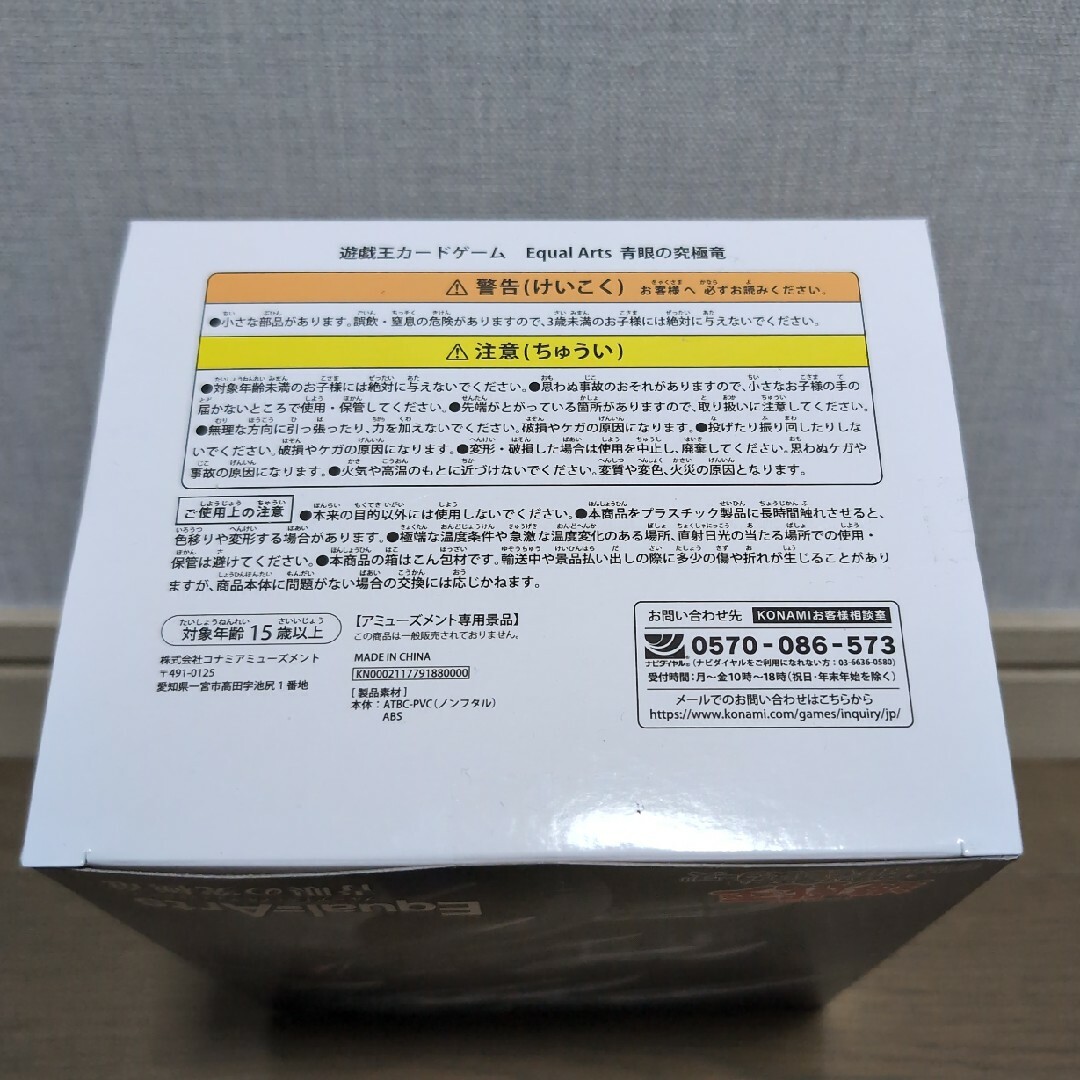 遊戯王カードゲーム　Equal Arts 青眼の究極竜
⚠ 警告(けいこく) お客様へ 必ずお読みください。
●小さな部品があります。誤飲・窒息の危険がありますので、3歳未満のお子様には絶対に与えないでください。
⚠ 注意(ちゅうい)
●対象年齢未満のお子様には絶対に与えないでください。●思わぬ事故のおそれがありますので、小さなお子様の手の
届かないところで使用・保管してください。●先端がとがっている箇所がありますので、取り扱いに注意してください。
●無理な方向に引っ張ったり、力を加えないでください。破損やケガの原因になります。●投げたり振り回したりしな
いでください。破損やケガの原因になります。●変形・破損した場合は使用を中止し、廃棄してください。思わぬケガや
事故の原因になります。●火気や高温のもとに近づけないでください。変質や変色、火災の原因となります。
ご使用上の注意 ●本来の目的以外には使用しないでください。●本商品をプラスチック製品に長時間触れさせると、
色移りや変形する場合があります。●極端な温度条件や急激な温度変化のある場所、直射日光の当たる場所での使用・
保管は避けてください。●本商品の箱はこん包材です。輸送中や景品払い出しの際に多少の傷や折れが生じることがあり
ますが、商品本体に問題がない場合の交換には応じかねます。
対象年齢 15歳以上
株式会社コナミアミューズメント
〒491-0125
愛知県一宮市高田字池尻1番地
【アミューズメント専用景品】
この商品は一般販売されておりません。
MADE IN CHINA
KN0002117791880000
[製品素材]
本体：ATBC-PVC(ノンフタル)
ABS
お問い合わせ先 KONAMIお客様相談室
ナビダイヤル® 0570-086-573
(ナビダイヤルをご利用になれない方：03-6636-0580)
受付時間：月〜金10時〜18時(祝日・年末年始を除く)
メールでのお問い合わせはこちらから
https://www.konami.com/games/inquiry/jp/
Equal=Arts
青眼の究極竜